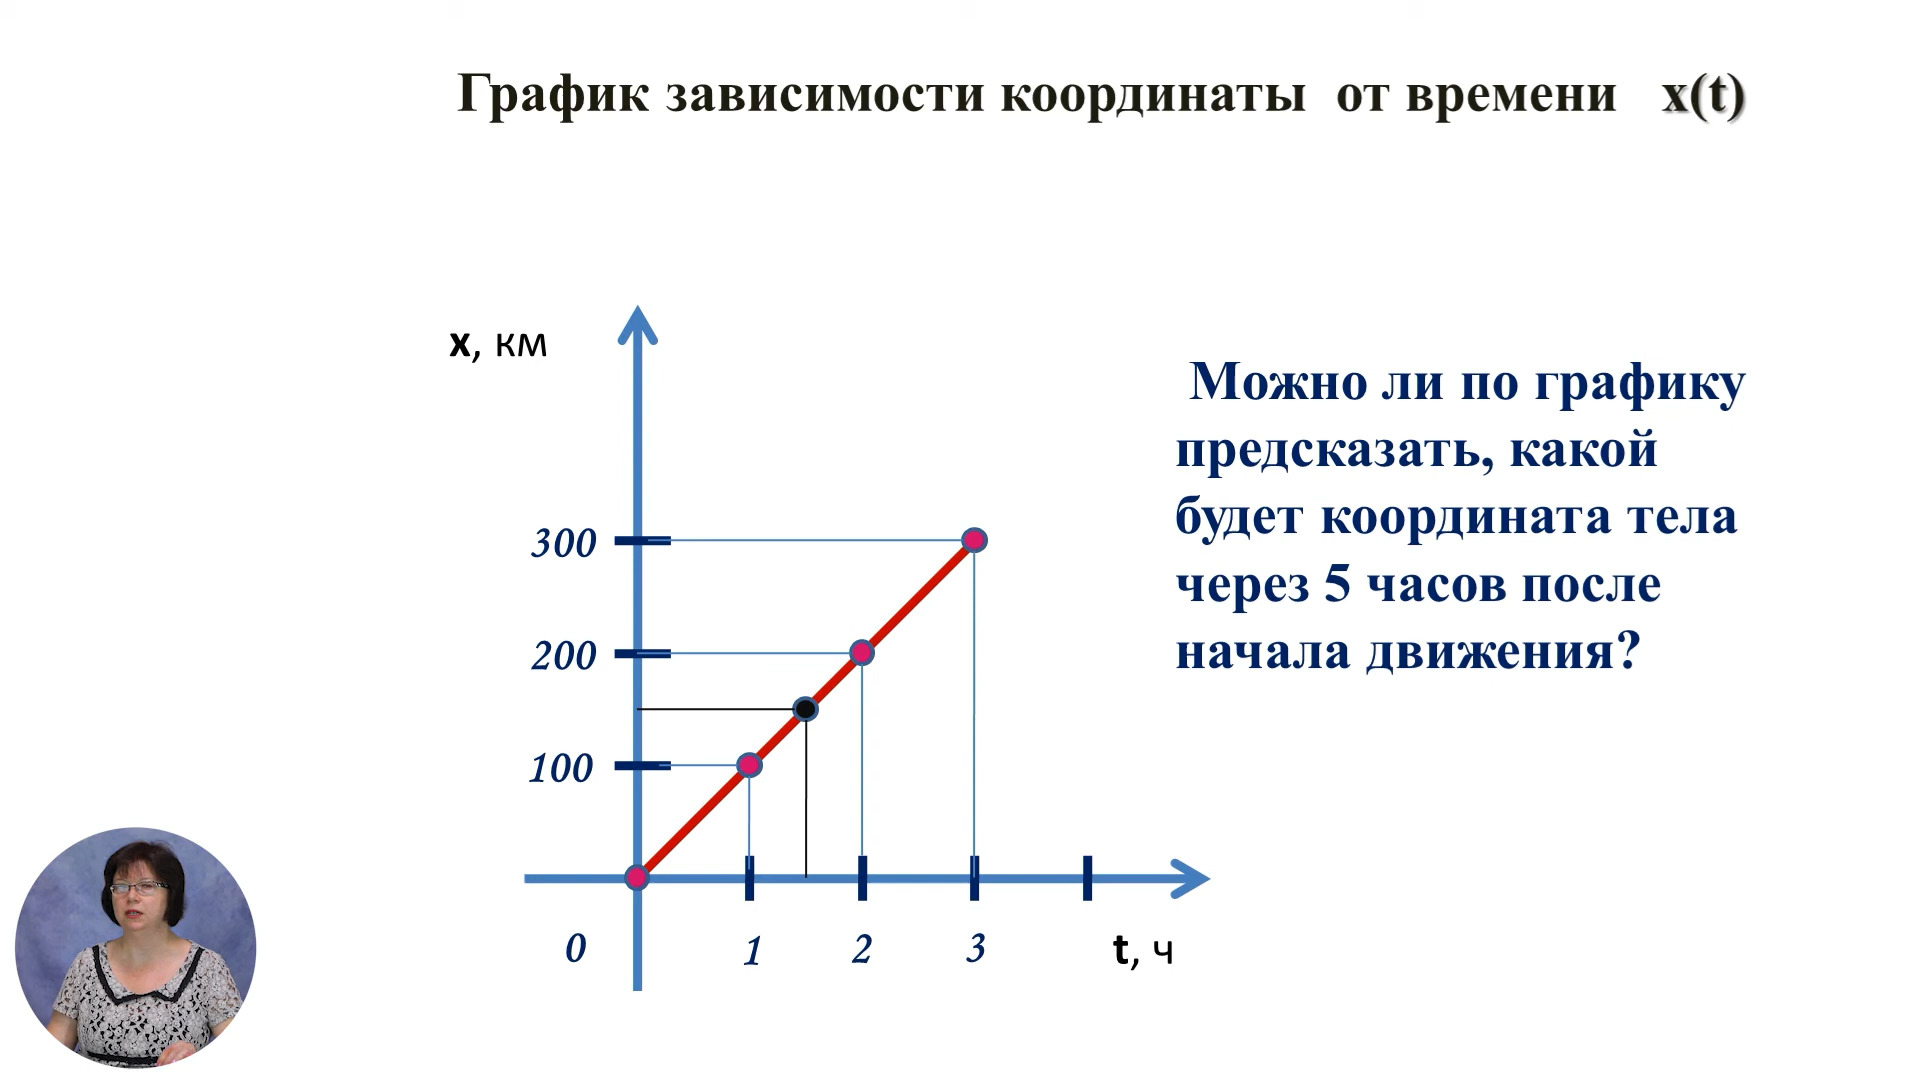 График зависимости координаты от времени x(t)
x, км
Можно ли по графику
предсказать, какой
будет координата тела
через 5 часов после
начала движения?
300
200
100
0 1 2 3 t, ч